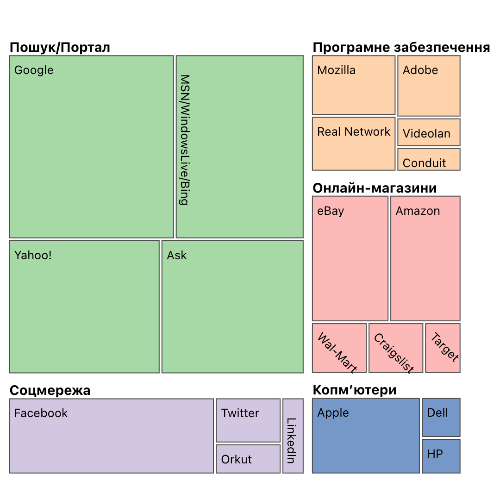 Пошук/Портал
Google
MSN/WindowsLive/Bing
Yahoo!
Ask
Програмне забезпечення
Mozilla
Adobe
Real Network
Videolan
Conduit
Онлайн-магазини
eBay
Amazon
Wal-Mart
Craigslist
Target
Соцмережа
Facebook
Twitter
Orkut
LinkedIn
Копм’ютери
Apple
Dell
HP